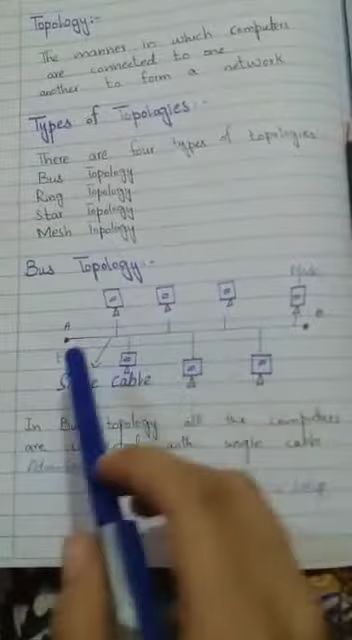 Topology:-
The manner in which computers
are connected to one
another to form a network
Types of Topologies:-
There are four types of topologies
Bus Topology
Ring Topology
Star Topology
Mesh Topology
Bus Topology:-
A
B
cable
In Bus topology all the computers
are with single cable